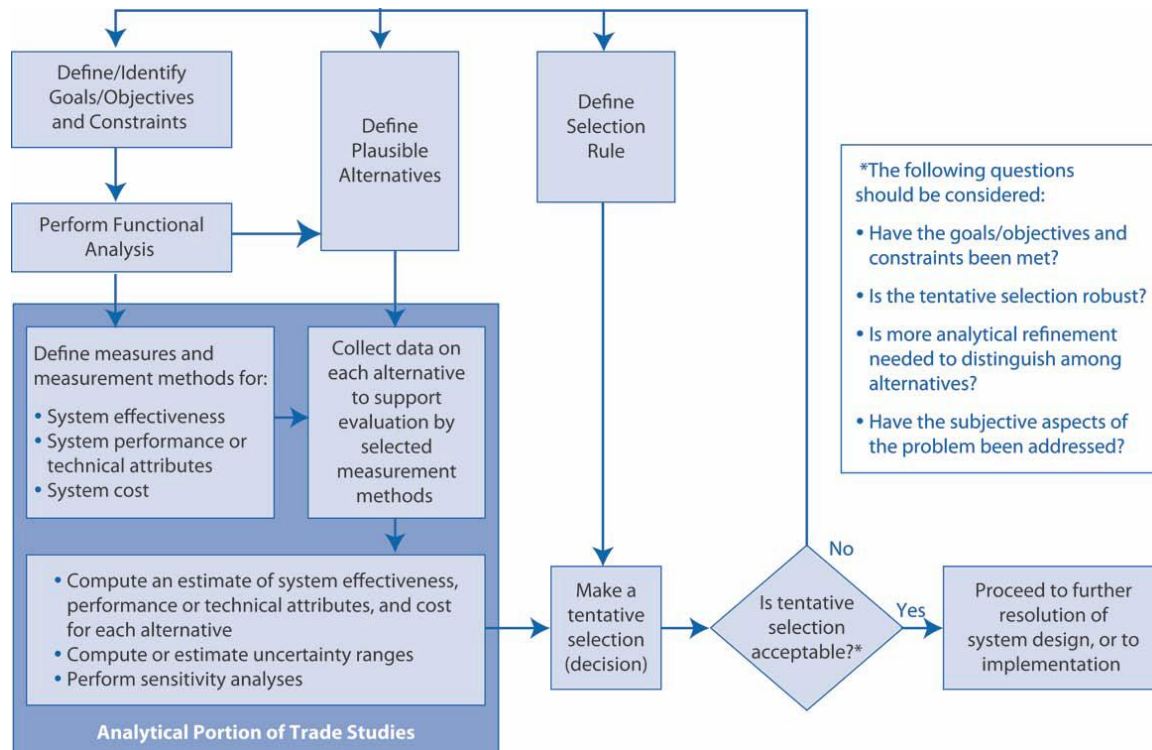 Define/Identify
Goals/Objectives
and Constraints
Perform Functional
Analysis
Define
Plausible
Alternatives
Define
Selection
Rule
Define measures and
measurement methods for:
• System effectiveness
• System performance or
technical attributes
• System cost
Collect data on
each alternative
to support
evaluation by
selected
measurement
methods
• Compute an estimate of system effectiveness,
performance or technical attributes, and cost
for each alternative
• Compute or estimate uncertainty ranges
• Perform sensitivity analyses
Analytical Portion of Trade Studies
Make a
tentative
selection
(decision)
Is tentative
selection
acceptable?*
No
Yes
Proceed to further
resolution of
system design, or to
implementation
*The following questions
should be considered:
• Have the goals/objectives and
constraints been met?
• Is the tentative selection robust?
• Is more analytical refinement
needed to distinguish among
alternatives?
• Have the subjective aspects of
the problem been addressed?